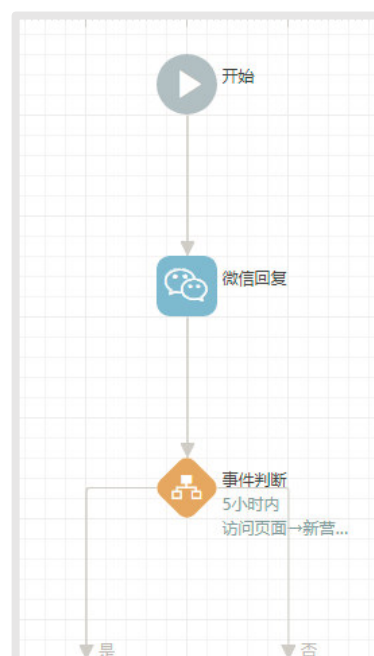 开始
微信回复
事件判断
5小时内
访问页面→新营...
是
否